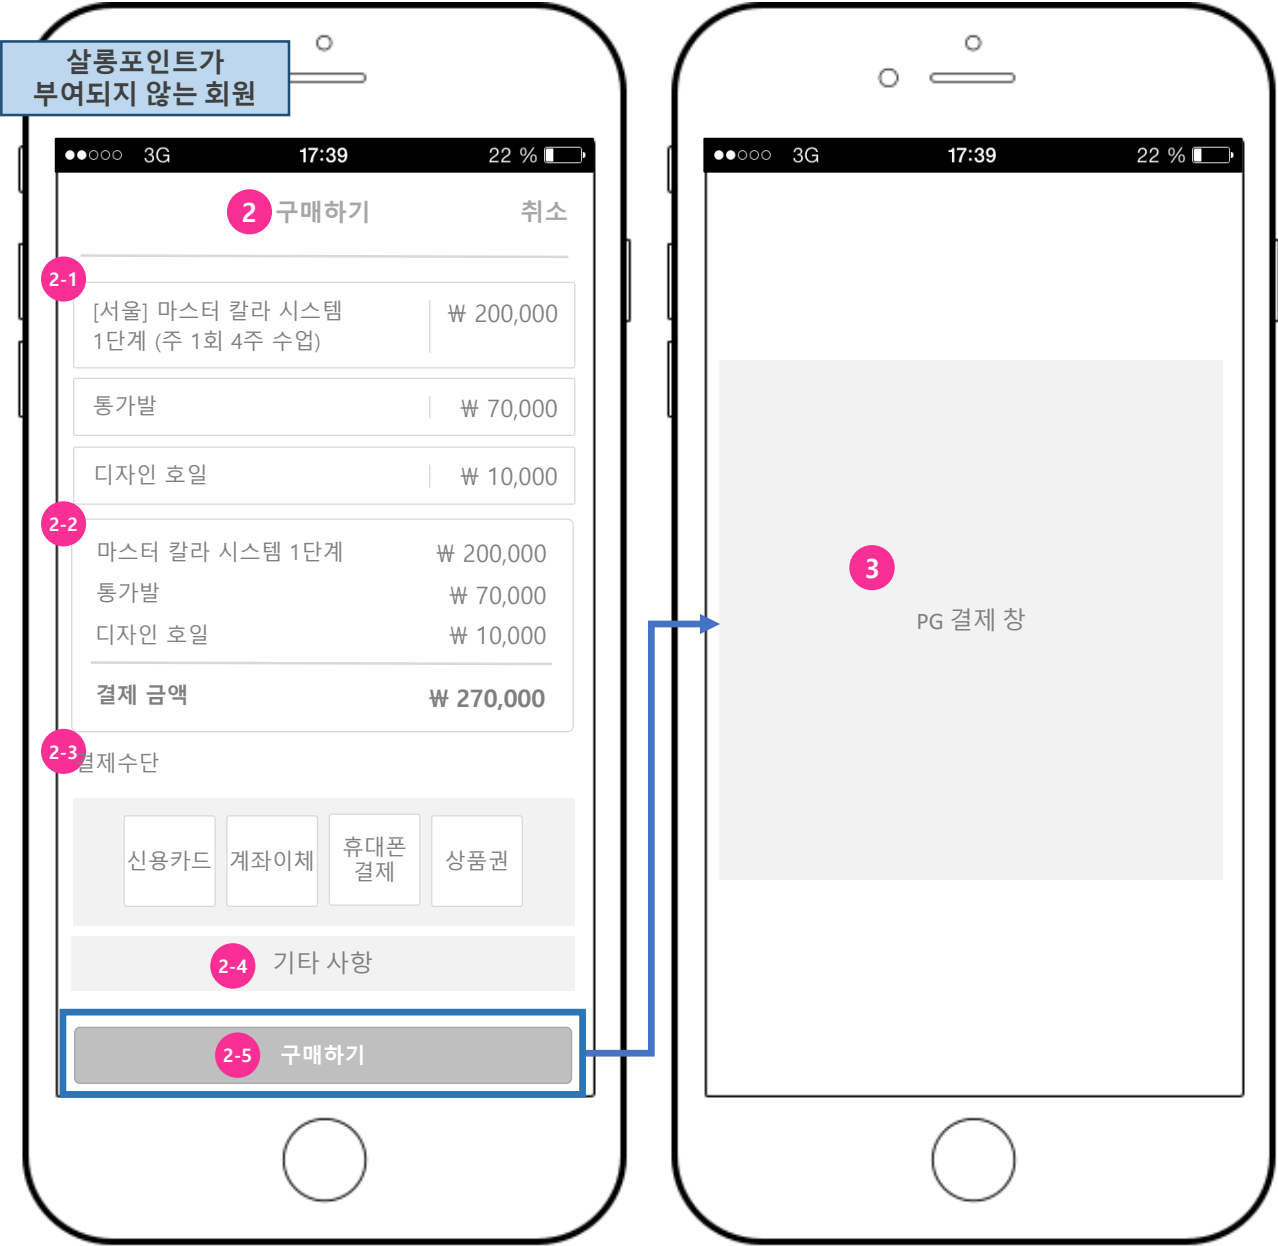 살롱포인트가
부여되지 않는 회원
3G 17:39 22 %
2 구매하기 취소
2-1
[서울] 마스터 칼라 시스템 ₩ 200,000
1단계 (주 1회 4주 수업)
통가발 ₩ 70,000
디자인 호일 ₩ 10,000
2-2
마스터 칼라 시스템 1단계 ₩ 200,000
통가발 ₩ 70,000
디자인 호일 ₩ 10,000
결제 금액 ₩ 270,000
2-3
결제수단
신용카드 계좌이체 휴대폰 상품권
결제
2-4 기타 사항
2-5 구매하기
3G 17:39 22 %
3
PG 결제 창